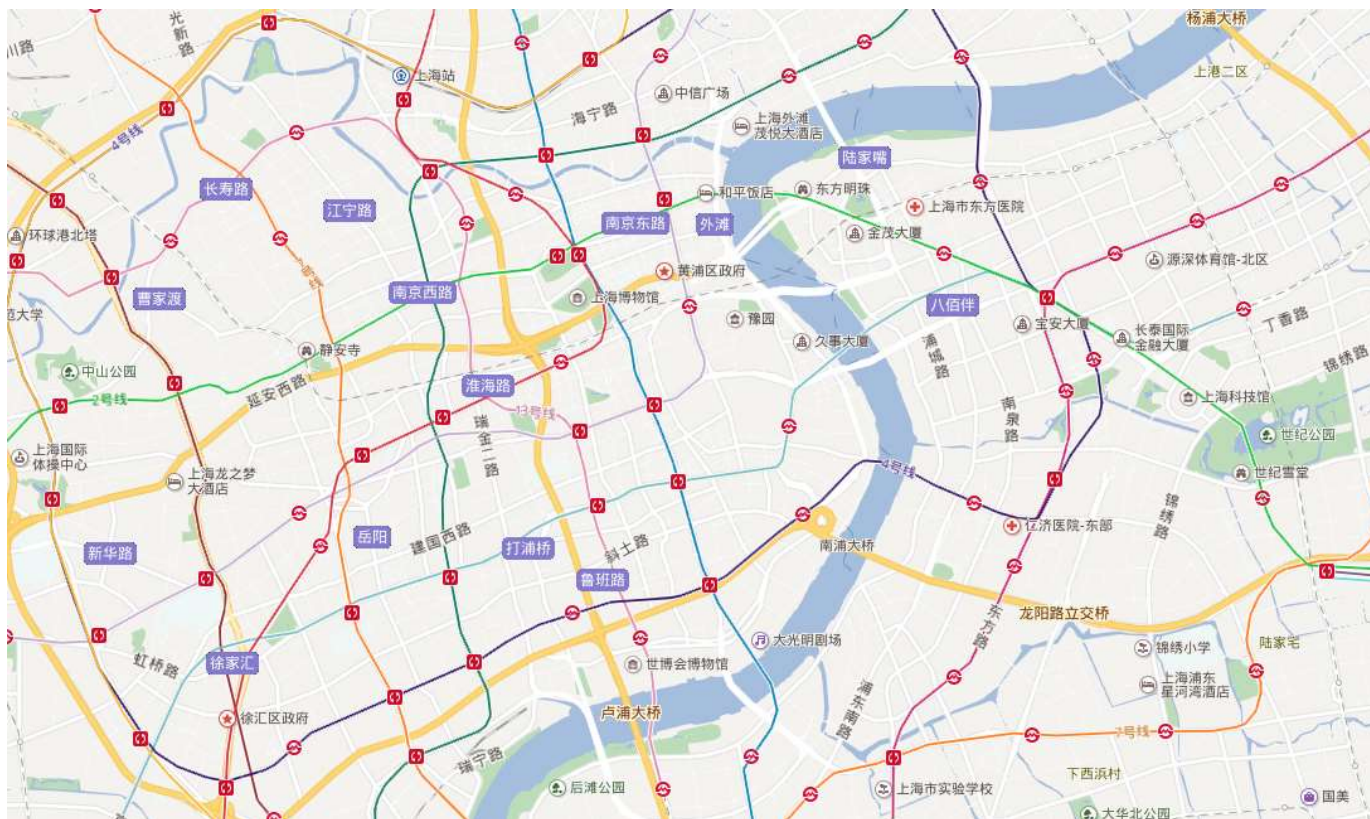 杨浦大桥
光新路
川路
上海站
上港二区
4号线
中信广场
海宁路
上海外滩
茂悦大酒店
陆家嘴
长寿路
江宁路
和平饭店
东方明珠
上海市东方医院
南京东路
外滩
环球港北塔
金茂大厦
源深体育馆-北区
7号线
黄浦区政府
曹家渡
南京西路
上海博物馆
八佰伴
范大学
豫园
宝安大厦
丁香路
久事大厦
浦城路
长泰国际
金融大厦
静安寺
锦绣路
中山公园
淮海路
延安西路
2号线
13号线
瑞金二路
南泉路
上海科技馆
世纪公园
上海国际
体操中心
4号线
上海龙之梦
大酒店
世纪雪堂
锦绣路
仁济医院-东部
新华路
岳阳
建国西路
打浦桥
斜土路
南浦大桥
鲁班路
龙阳路立交桥
东方路
大光明剧场
陆家宅
虹桥路
徐家汇
世博会博物馆
锦绣小学
上海浦东
星河湾酒店
徐汇区政府
卢浦大桥
浦东南路
7号线
瑞宁路
下西浜村
后滩公园
上海市实验学校
国美
大华北公园